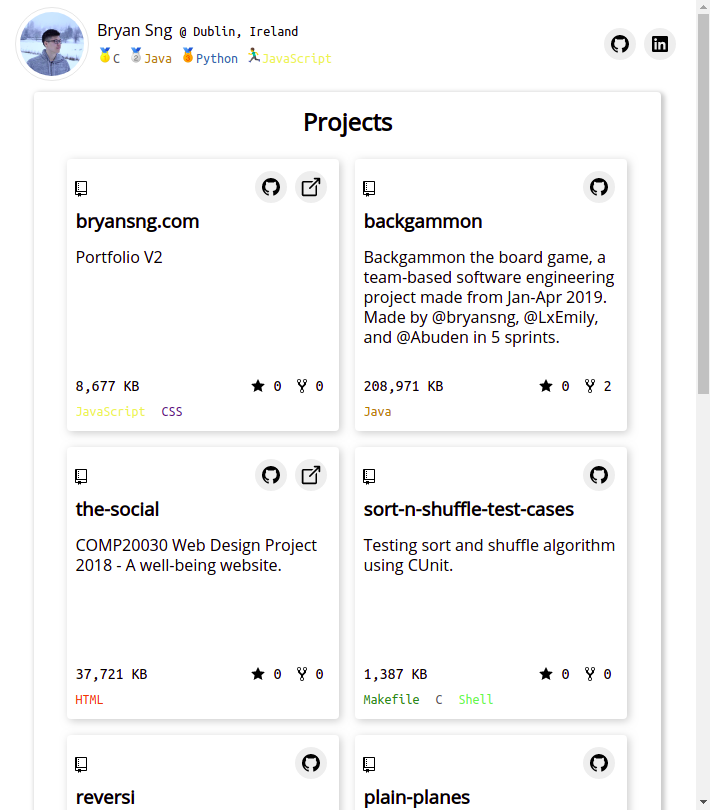 Bryan Sng @ Dublin, Ireland
C Java Python JavaScript
Projects
bryansng.com
Portfolio V2
8,677 KB 0 0
JavaScript CSS
backgammon
Backgammon the board game, a
team-based software engineering
project made from Jan-Apr 2019.
Made by @bryansng, @LxEmily,
and @Abuden in 5 sprints.
208,971 KB 0 2
Java
the-social
COMP20030 Web Design Project
2018 - A well-being website.
37,721 KB 0 0
HTML
sort-n-shuffle-test-cases
Testing sort and shuffle algorithm
using CUnit.
1,387 KB 0 0
Makefile C Shell
reversi
plain-planes